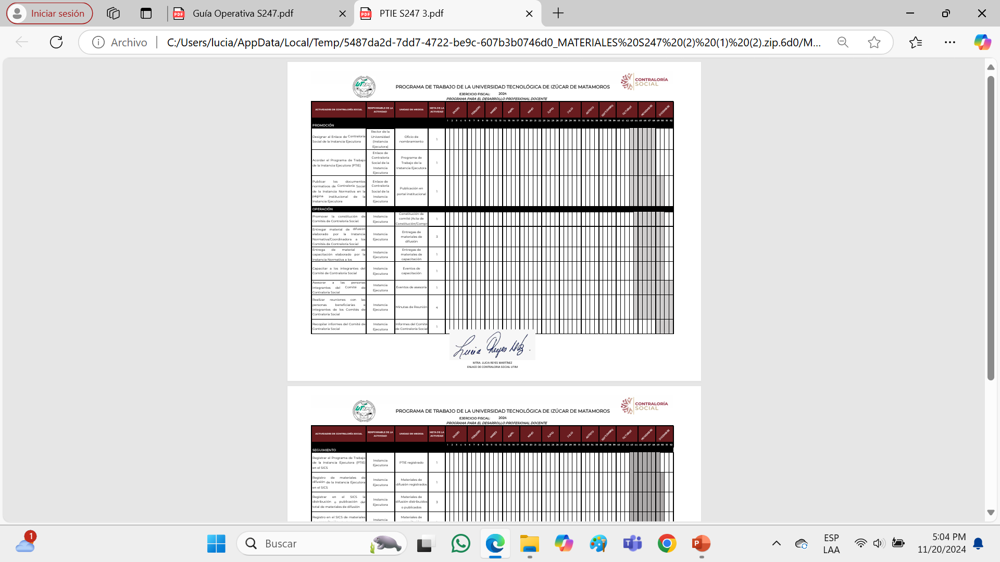 Iniciar sesión
Guía Operativa S247.pdf
PTIE S247 3.pdf
Archivo
C:/Users/lucia/AppData/Local/Temp/5487da2d-7dd7-4722-be9c-607b3b0746d0_MATERIALES%20S247%20(2)%20(1)%20(2).zip.6d0/M...
UTIM
CONTRALORÍA
SOCIAL
PROGRAMA DE TRABAJO DE LA UNIVERSIDAD TECNOLÓGICA DE IZÚCAR DE MATAMOROS
EJERCICIO FISCAL: 2024
PROGRAMA PARA EL DESARROLLO PROFESIONAL DOCENTE
ACTIVIDADES DE CONTRALORÍA SOCIAL
RESPONSABLE DE LA
ACTIVIDAD
UNIDAD DE MEDIDA
META DE LA
ACTIVIDAD
ENERO FEBRERO MARZO ABRIL MAYO JUNIO JULIO AGOSTO SEPTIEMBRE OCTUBRE NOVIEMBRE DICIEMBRE
1 2 3 4 5 6 7 8 9 10 11 12 13 14 15 16 17 18 19 20 21 22 23 24 25 26 27 28 29 30 31 32 33 34 35 36 37 38 39 40 41 42 43 44 45 46 47 48 49 50 51 52
PROMOCIÓN
Designar al Enlace de Contraloría
Social de la Instancia Ejecutora
Rector de la
Universidad
(Instancia
Ejecutora)
Oficio de
nombramiento
1
Acordar el Programa de Trabajo
de la Instancia Ejecutora (PTIE)
Enlace de
Contraloría
Social de la
Instancia
Ejecutora
Programa de
Trabajo de la
Instancia Ejecutora
1
Publicar los documentos
normativos de Contraloría Social
de la Instancia Normativa en la
página institucional de la
Instancia Ejecutora
Enlace de
Contraloría
Social de la
Instancia
Ejecutora
Publicación en
portal institucional
1
OPERACIÓN
Promover la constitución de
Comités de Contraloría Social.
Instancia
Ejecutora
Constitución de
comité (Acta de
Constitución/Compr
1
Entregar material de difusión
elaborado por la Instancia
Normativa/Coordinadora a los
Comités de Contraloría Social
Instancia
Ejecutora
Entregas de
materiales de
difusión
3
Entrega de material de
capacitación elaborado por la
Instancia Normativa a los
Instancia
Ejecutora
Entregas de
materiales de
capacitación
1
Capacitar a los integrantes del
Comité de Contraloría Social
Instancia
Ejecutora
Eventos de
capacitación
1
Asesorar a las personas
integrantes del Comité de
Contraloría Social
Instancia
Ejecutora
Eventos de asesoría
1
Realizar reuniones con las
personas beneficiarias e
integrantes de los Comités de
Contraloría Social
Instancia
Ejecutora
Minutas de Reunión
4
Recopilar informes del Comité de
Contraloría Social
Instancia
Ejecutora
Informes del Comité
de Contraloría Social
1
Lucia Reyes Mtz.
MTRA. LUCIA REYES MARTÍNEZ
ENLACE DE CONTRALORIA SOCIAL UTIM
UTIM
CONTRALORÍA
SOCIAL
PROGRAMA DE TRABAJO DE LA UNIVERSIDAD TECNOLÓGICA DE IZÚCAR DE MATAMOROS
EJERCICIO FISCAL: 2024
PROGRAMA PARA EL DESARROLLO PROFESIONAL DOCENTE
ACTIVIDADES DE CONTRALORÍA SOCIAL
RESPONSABLE DE LA
ACTIVIDAD
UNIDAD DE MEDIDA
META DE LA
ACTIVIDAD
ENERO FEBRERO MARZO ABRIL MAYO JUNIO JULIO AGOSTO SEPTIEMBRE OCTUBRE NOVIEMBRE DICIEMBRE
1 2 3 4 5 6 7 8 9 10 11 12 13 14 15 16 17 18 19 20 21 22 23 24 25 26 27 28 29 30 31 32 33 34 35 36 37 38 39 40 41 42 43 44 45 46 47 48 49 50 51 52
SEGUIMIENTO
Registrar el Programa de Trabajo
de la Instancia Ejecutora (PTIE)
en el SICS
Instancia
Ejecutora
PTIE registrado
1
Registro de materiales de
difusión de la Instancia Ejecutora
en el SICS
Instancia
Ejecutora
Materiales de
difusión registrados
1
Registrar en el SICS la
distribución o publicación del
total de materiales de difusión
Instancia
Ejecutora
Materiales de
difusión distribuidos
o publicados
3
Registro en el SICS de materiales
Instancia
Materiales de
1
Buscar
ESP
LAA
5:04 PM
11/20/2024